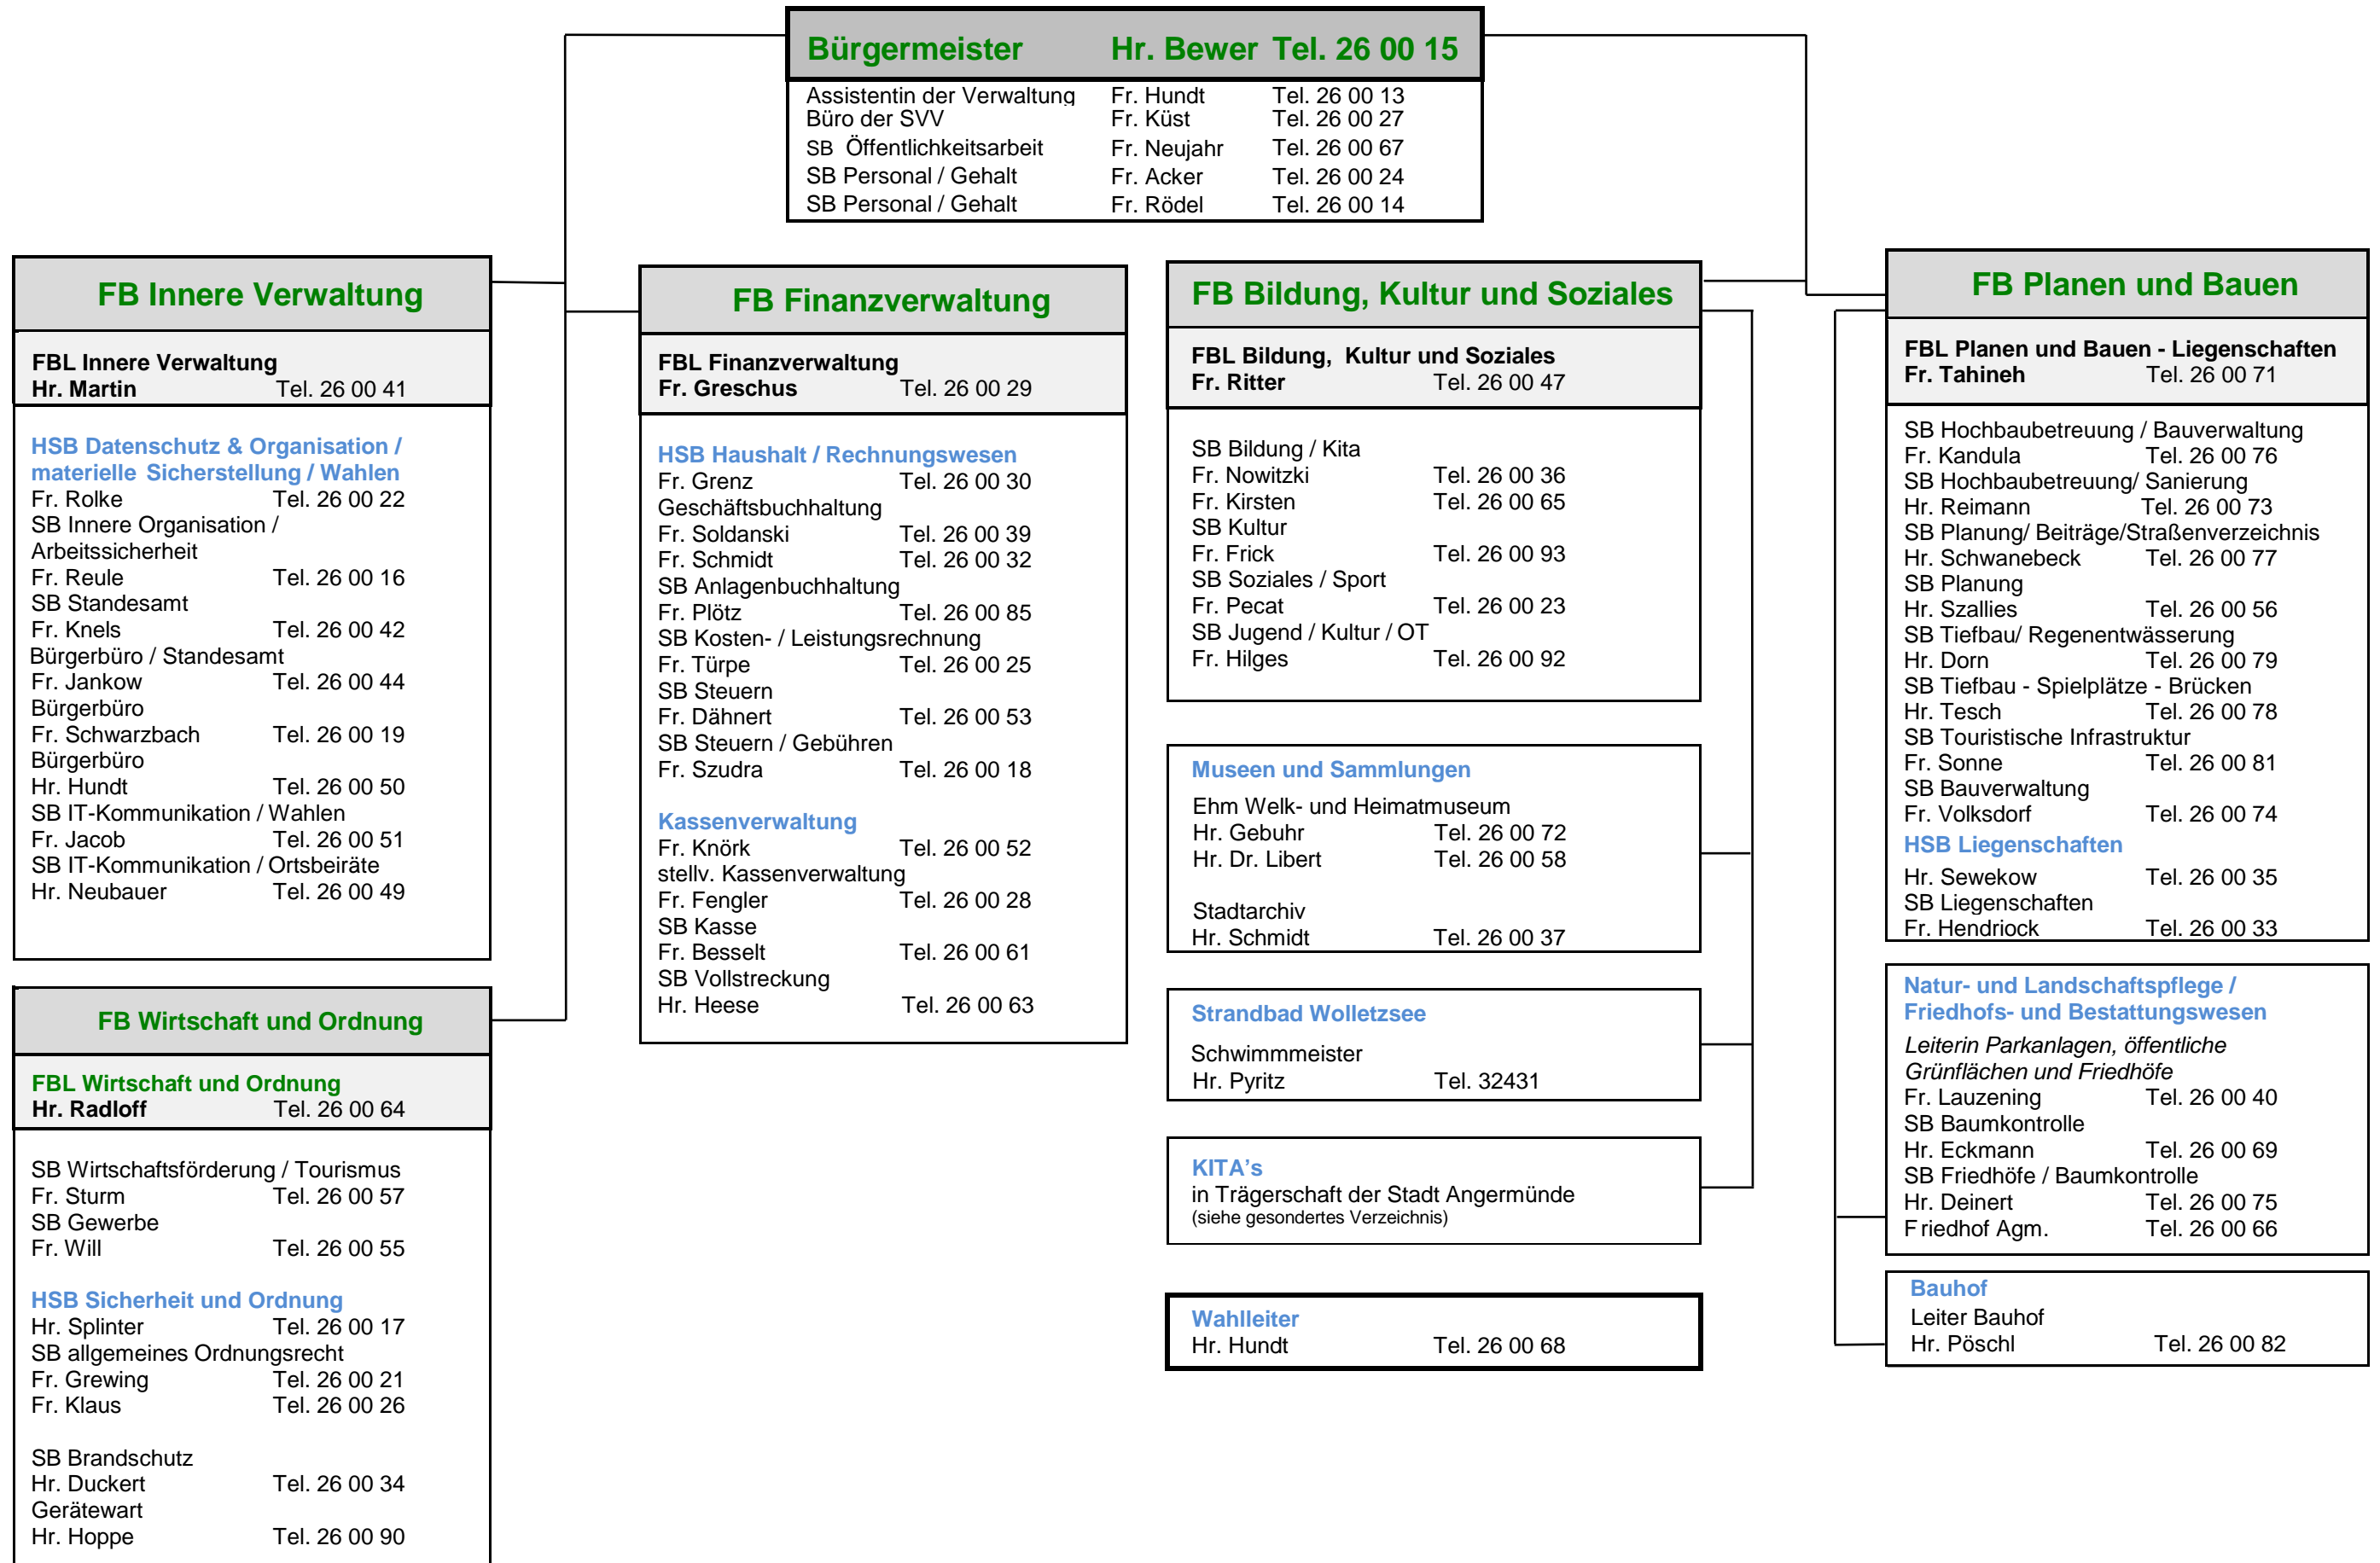 Bürgermeister Hr. Bewer Tel. 26 00 15
Assistentin der Verwaltung Fr. Hundt Tel. 26 00 13
Büro der SVV Fr. Küst Tel. 26 00 27
SB Öffentlichkeitsarbeit Fr. Neujahr Tel. 26 00 67
SB Personal / Gehalt Fr. Acker Tel. 26 00 24
SB Personal / Gehalt Fr. Rödel Tel. 26 00 14
FB Innere Verwaltung
FBL Innere Verwaltung
Hr. Martin Tel. 26 00 41
HSB Datenschutz & Organisation /
materielle Sicherstellung / Wahlen
Fr. Rolke Tel. 26 00 22
SB Innere Organisation /
Arbeitssicherheit
Fr. Reule Tel. 26 00 16
SB Standesamt
Fr. Knels Tel. 26 00 42
Bürgerbüro / Standesamt
Fr. Jankow Tel. 26 00 44
Bürgerbüro
Fr. Schwarzbach Tel. 26 00 19
Bürgerbüro
Hr. Hundt Tel. 26 00 50
SB IT-Kommunikation / Wahlen
Fr. Jacob Tel. 26 00 51
SB IT-Kommunikation / Ortsbeiräte
Hr. Neubauer Tel. 26 00 49
FB Wirtschaft und Ordnung
FBL Wirtschaft und Ordnung
Hr. Radloff Tel. 26 00 64
SB Wirtschaftsförderung / Tourismus
Fr. Sturm Tel. 26 00 57
SB Gewerbe
Fr. Will Tel. 26 00 55
HSB Sicherheit und Ordnung
Hr. Splinter Tel. 26 00 17
SB allgemeines Ordnungsrecht
Fr. Grewing Tel. 26 00 21
Fr. Klaus Tel. 26 00 26
SB Brandschutz
Hr. Duckert Tel. 26 00 34
Gerätewart
Hr. Hoppe Tel. 26 00 90
FB Finanzverwaltung
FBL Finanzverwaltung
Fr. Greschus Tel. 26 00 29
HSB Haushalt / Rechnungswesen
Fr. Grenz Tel. 26 00 30
Geschäftsbuchhaltung
Fr. Soldanski Tel. 26 00 39
Fr. Schmidt Tel. 26 00 32
SB Anlagenbuchhaltung
Fr. Plötz Tel. 26 00 85
SB Kosten- / Leistungsrechnung
Fr. Türpe Tel. 26 00 25
SB Steuern
Fr. Dähnert Tel. 26 00 53
SB Steuern / Gebühren
Fr. Szudra Tel. 26 00 18
Kassenverwaltung
Fr. Knörk Tel. 26 00 52
stellv. Kassenverwaltung
Fr. Fengler Tel. 26 00 28
SB Kasse
Fr. Besselt Tel. 26 00 61
SB Vollstreckung
Hr. Heese Tel. 26 00 63
FB Bildung, Kultur und Soziales
FBL Bildung, Kultur und Soziales
Fr. Ritter Tel. 26 00 47
SB Bildung / Kita
Fr. Nowitzki Tel. 26 00 36
Fr. Kirsten Tel. 26 00 65
SB Kultur
Fr. Frick Tel. 26 00 93
SB Soziales / Sport
Fr. Pecat Tel. 26 00 23
SB Jugend / Kultur / OT
Fr. Hilges Tel. 26 00 92
Museen und Sammlungen
Ehm Welk- und Heimatmuseum
Hr. Gebuhr Tel. 26 00 72
Hr. Dr. Libert Tel. 26 00 58
Stadtarchiv
Hr. Schmidt Tel. 26 00 37
Strandbad Wolletzsee
Schwimmmeister
Hr. Pyritz Tel. 32431
KITA's
in Trägerschaft der Stadt Angermünde
(siehe gesondertes Verzeichnis)
Wahlleiter
Hr. Hundt Tel. 26 00 68
FB Planen und Bauen
FBL Planen und Bauen - Liegenschaften
Fr. Tahineh Tel. 26 00 71
SB Hochbaubetreuung / Bauverwaltung
Fr. Kandula Tel. 26 00 76
SB Hochbaubetreuung/ Sanierung
Hr. Reimann Tel. 26 00 73
SB Planung/ Beiträge/Straßenverzeichnis
Hr. Schwanebeck Tel. 26 00 77
SB Planung
Hr. Szallies Tel. 26 00 56
SB Tiefbau/ Regenentwässerung
Hr. Dorn Tel. 26 00 79
SB Tiefbau - Spielplätze - Brücken
Hr. Tesch Tel. 26 00 78
SB Touristische Infrastruktur
Fr. Sonne Tel. 26 00 81
SB Bauverwaltung
Fr. Volksdorf Tel. 26 00 74
HSB Liegenschaften
Hr. Sewekow Tel. 26 00 35
SB Liegenschaften
Fr. Hendriock Tel. 26 00 33
Natur- und Landschaftspflege /
Friedhofs- und Bestattungswesen
Leiterin Parkanlagen, öffentliche
Grünflächen und Friedhöfe
Fr. Lauzening Tel. 26 00 40
SB Baumkontrolle
Hr. Eckmann Tel. 26 00 69
SB Friedhöfe / Baumkontrolle
Hr. Deinert Tel. 26 00 75
Friedhof Agm. Tel. 26 00 66
Bauhof
Leiter Bauhof
Hr. Pöschl Tel. 26 00 82